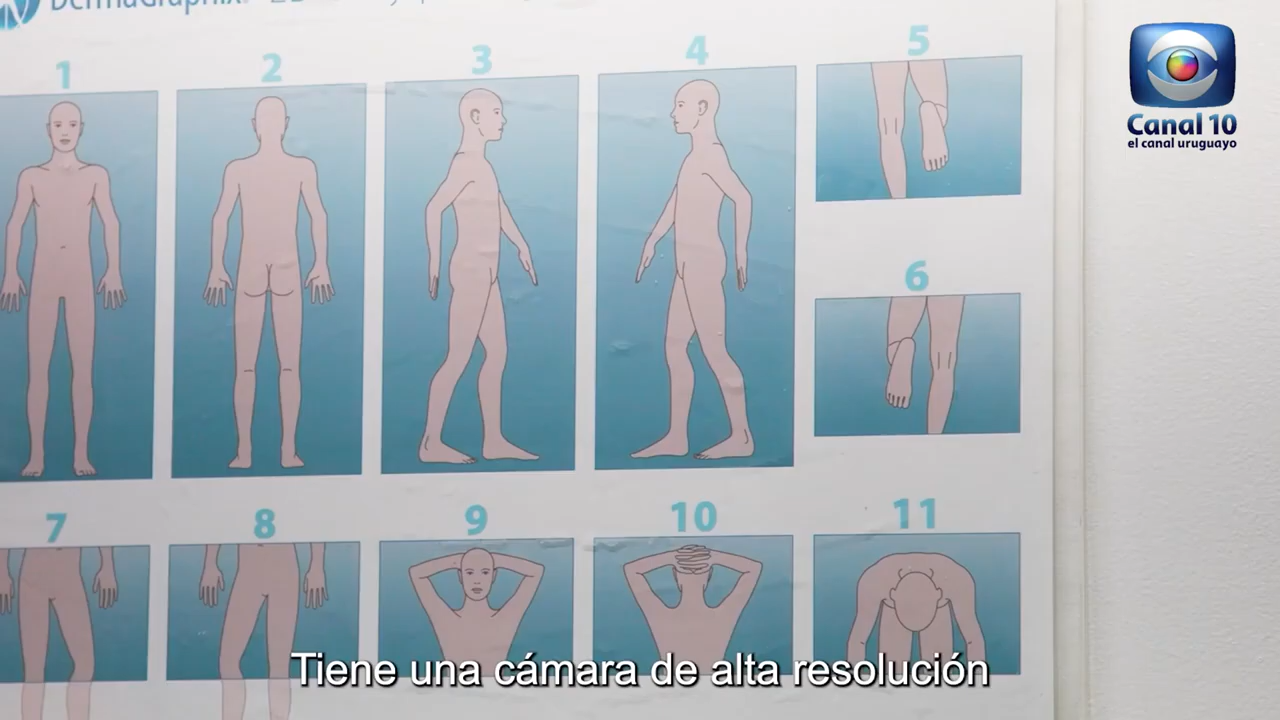 DermaGraphix
1
2
3
4
5
6
7
8
9
10
11
Canal 10
el canal uruguayo
Tiene una cámara de alta resolución